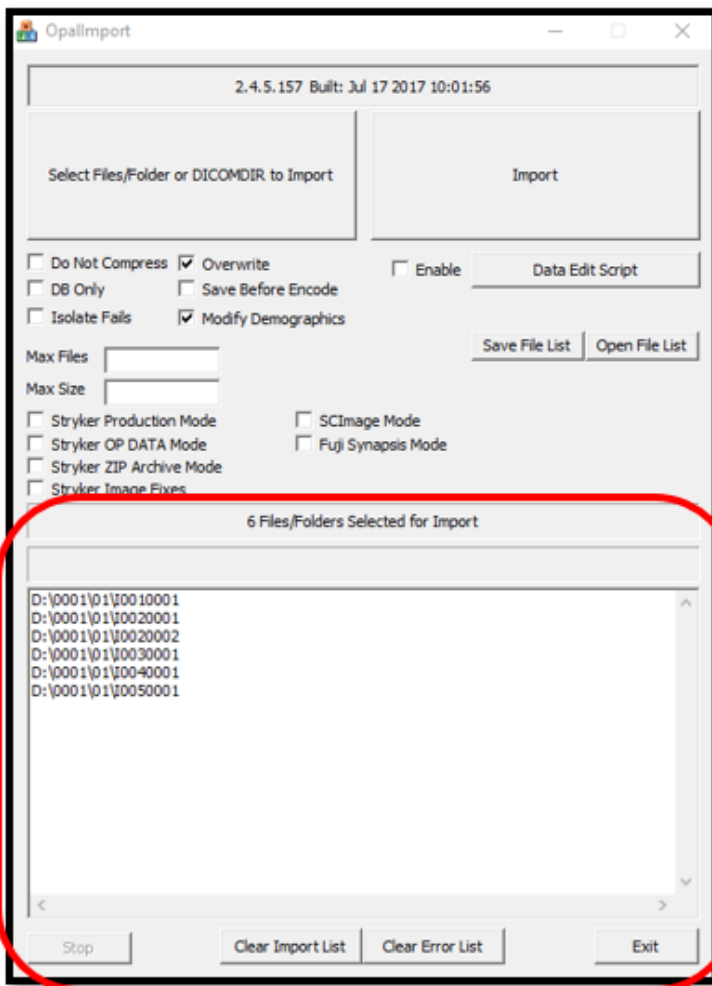 OpalImport
2.4.5.157 Built: Jul 17 2017 10:01:56
Select Files/Folder or DICOMDIR to Import
Import
Do Not Compress
Overwrite
Enable
Data Edit Script
DB Only
Save Before Encode
Isolate Fails
Modify Demographics
Save File List
Open File List
Max Files
Max Size
Stryker Production Mode
SCImage Mode
Stryker OP DATA Mode
Fuji Synapsis Mode
Stryker ZIP Archive Mode
Stryker Image Fixes
6 Files/Folders Selected for Import
D:\0001\01\I0010001
D:\0001\01\I0020001
D:\0001\01\I0020002
D:\0001\01\I0030001
D:\0001\01\I0040001
D:\0001\01\I0050001
Stop
Clear Import List
Clear Error List
Exit